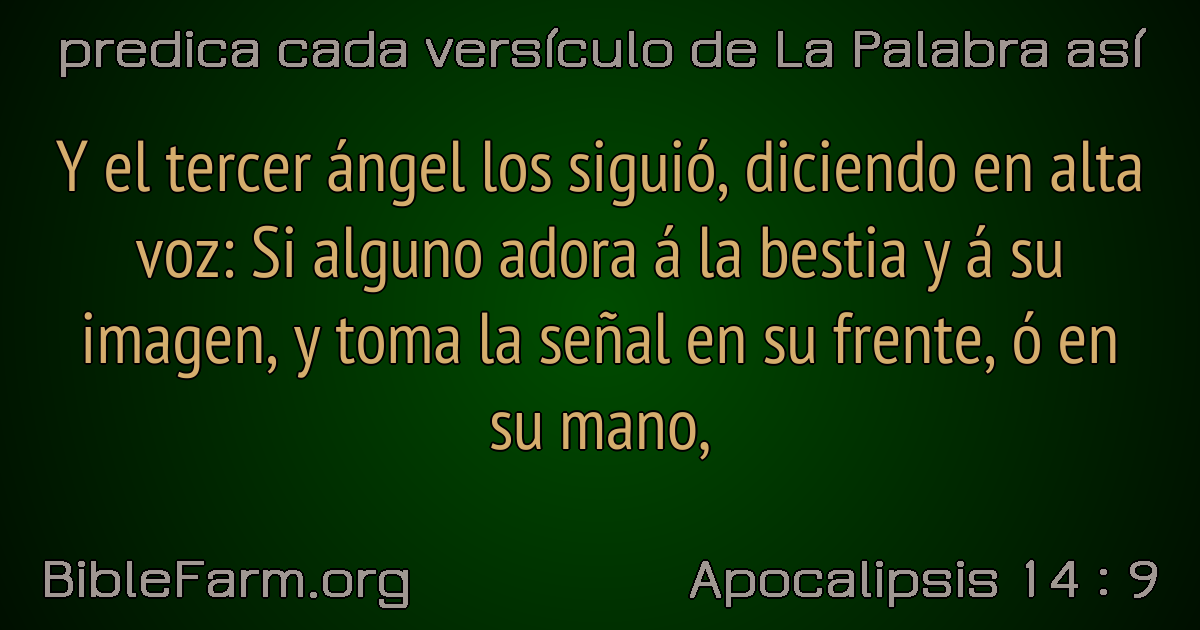 predica cada versículo de La Palabra así
Y el tercer ángel los siguió, diciendo en alta
voz: Si alguno adora á la bestia y á su
imagen, y toma la señal en su frente, ó en
su mano,
BibleFarm.org
Apocalipsis 14 : 9